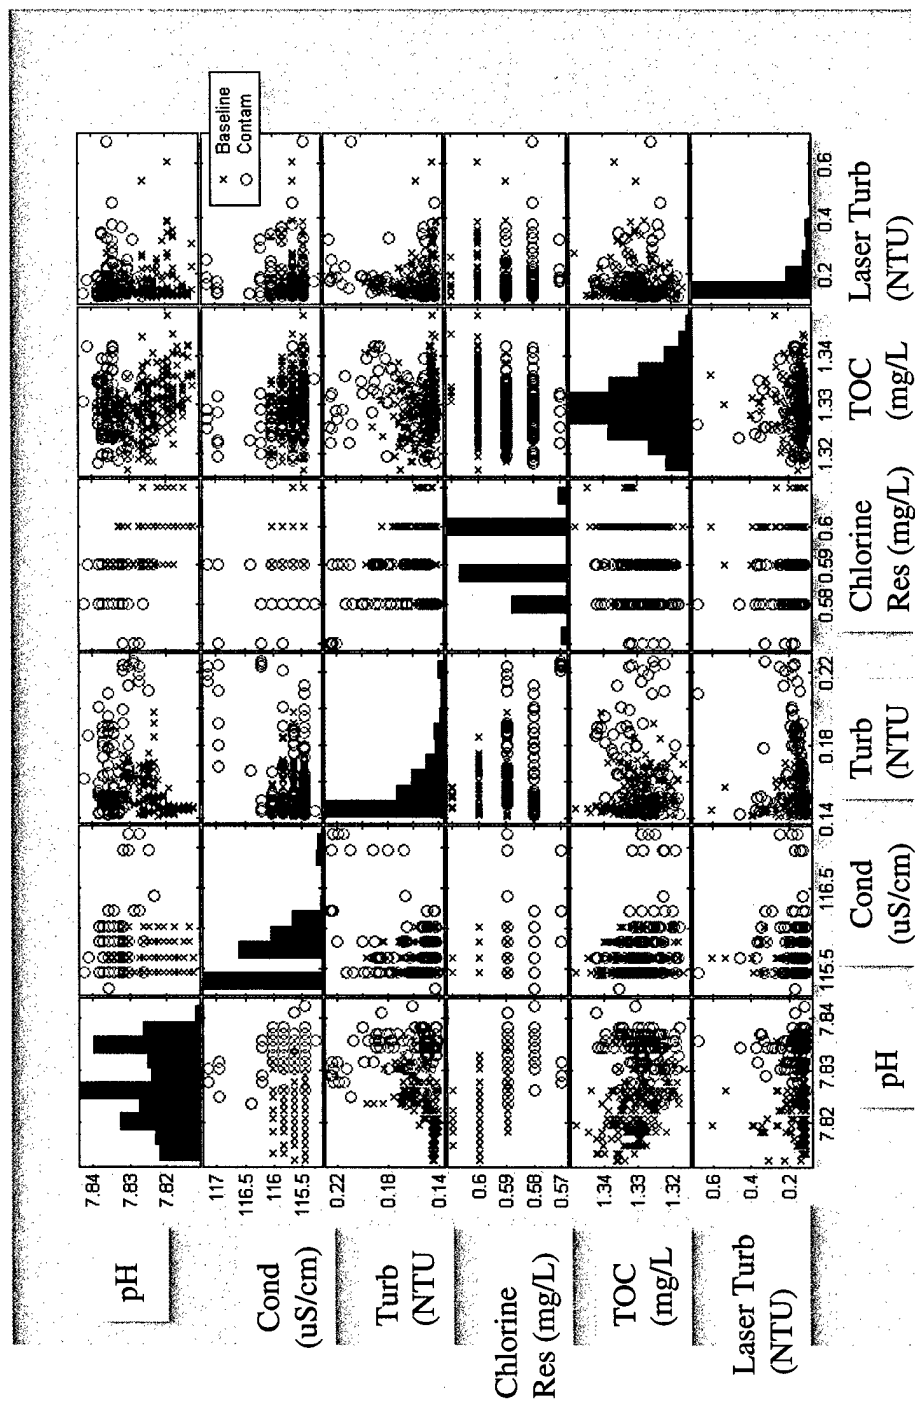 × Baseline
○ Contam
pH
7.84
7.83
7.82
Cond
(uS/cm)
117
116.5
116
115.5
Turb
(NTU)
0.22
0.18
0.14
Chlorine
Res (mg/L)
0.6
0.59
0.58
0.57
TOC
(mg/L
1.34
1.33
1.32
Laser Turb
(NTU)
0.6
0.4
0.2
7.82 7.83 7.84
115.5 116.5
0.14 0.18 0.22
0.58 0.59 0.6
1.32 1.33 1.34
0.2 0.4 0.6
pH
Cond
(uS/cm)
Turb
(NTU)
Chlorine
Res (mg/L)
TOC
(mg/L
Laser Turb
(NTU)